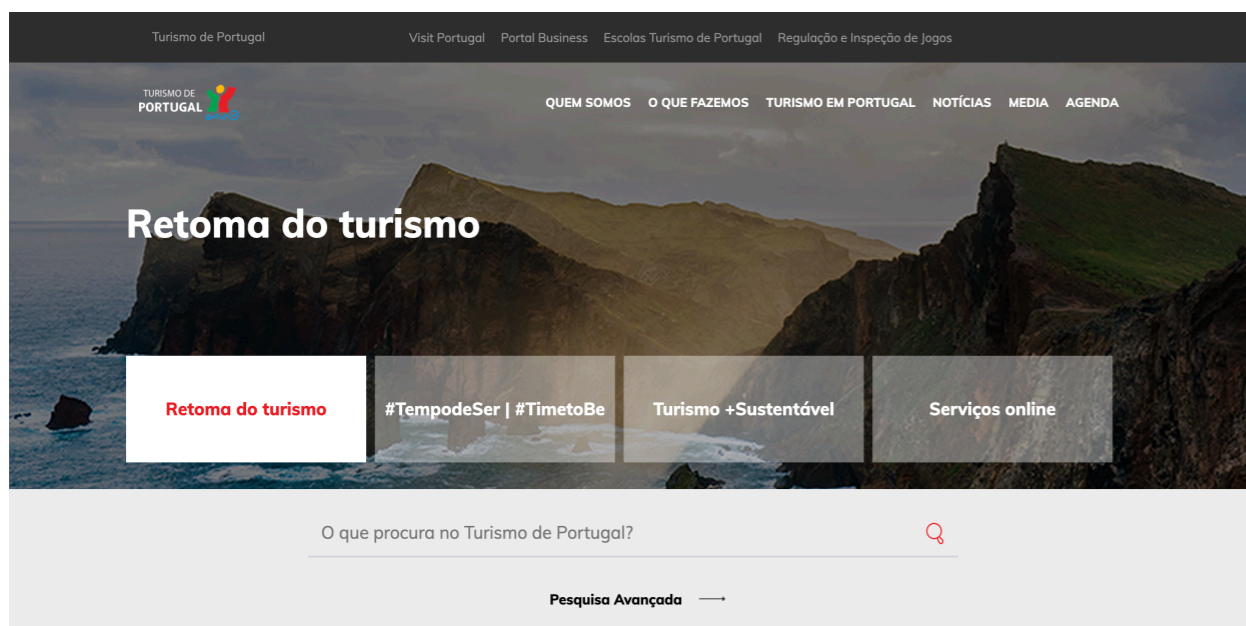 Turismo de Portugal Visit Portugal Portal Business Escolas Turismo de Portugal Regulação e Inspeção de Jogos
TURISMO DE
PORTUGAL
QUEM SOMOS O QUE FAZEMOS TURISMO EM PORTUGAL NOTÍCIAS MEDIA AGENDA
Retoma do turismo
Retoma do turismo #TempodeSer | #TimetoBe Turismo +Sustentável Serviços online
O que procura no Turismo de Portugal?
Pesquisa Avançada